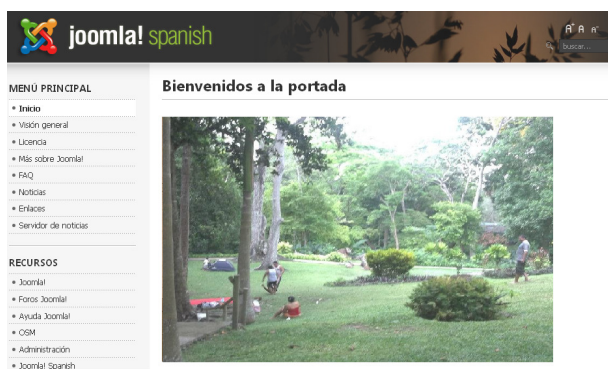 joomla! spanish
A+ A A-
buscar...
MENÚ PRINCIPAL
Inicio
Visión general
Licencia
Más sobre Joomla!
FAQ
Noticias
Enlaces
Servidor de noticias
RECURSOS
Joomla!
Foros Joomla!
Ayuda Joomla!
OSM
Administración
Joomla! Spanish
Bienvenidos a la portada